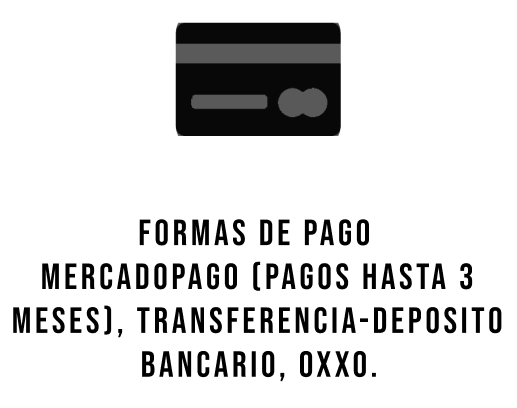 FORMAS DE PAGO
MERCADOPAGO (PAGOS HASTA 3
MESES), TRANSFERENCIA-DEPOSITO
BANCARIO, OXXO.